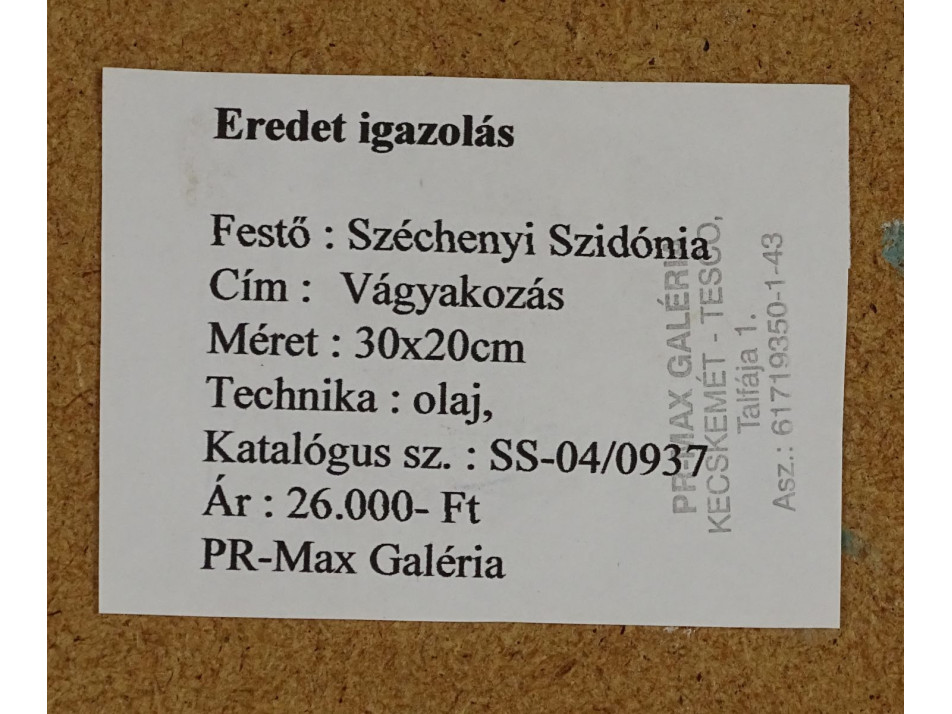 Eredet igazolás
Festő : Széchenyi Szidónia
Cím : Vágyakozás
Méret : 30x20cm
Technika : olaj,
Katalógus sz. : SS-04/0937
Ár : 26.000- Ft
PR-Max Galéria
PR-MAX GALÉRIA
KECSKEMÉT - TESCO,
Talfája 1.
Asz.: 61719350-1-43